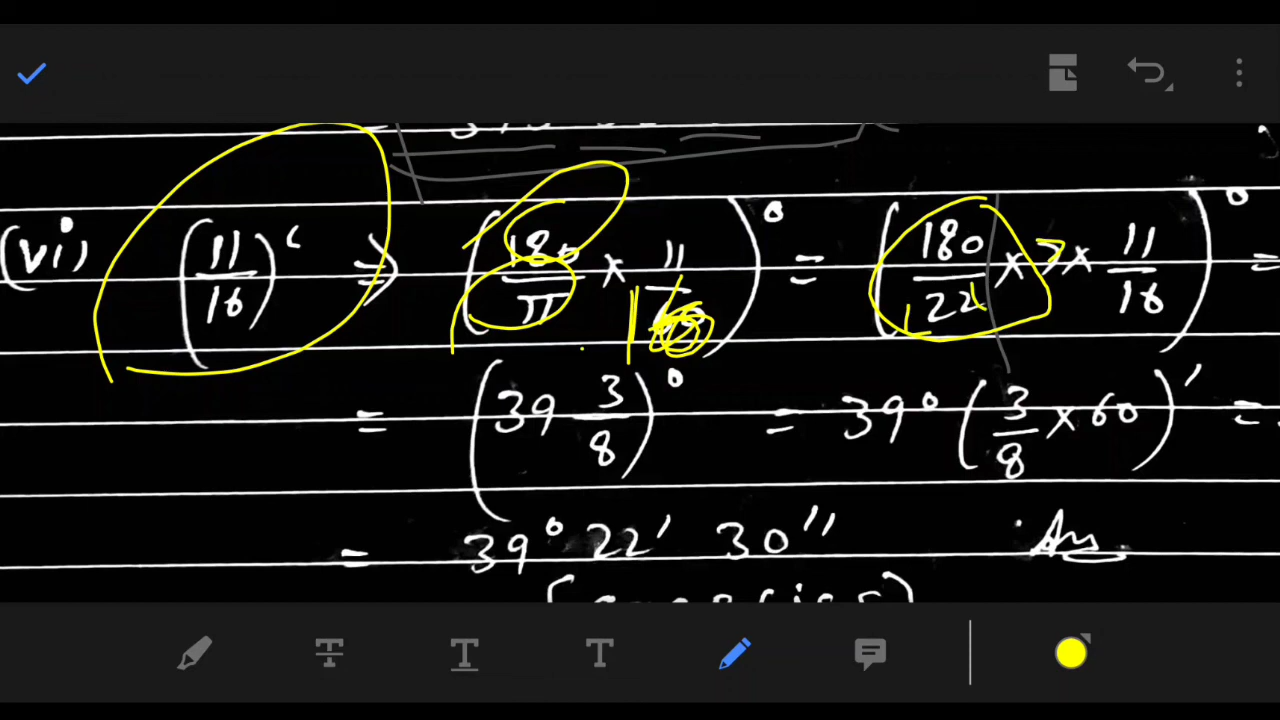 (vi) (11/16)ᶜ ⇒ (180/π × 11/16)° = (180/22 × 7 × 11/16)° =
= (39 3/8)° = 39° (3/8 × 60)′ =
= 39° 22′ 30″ Ans